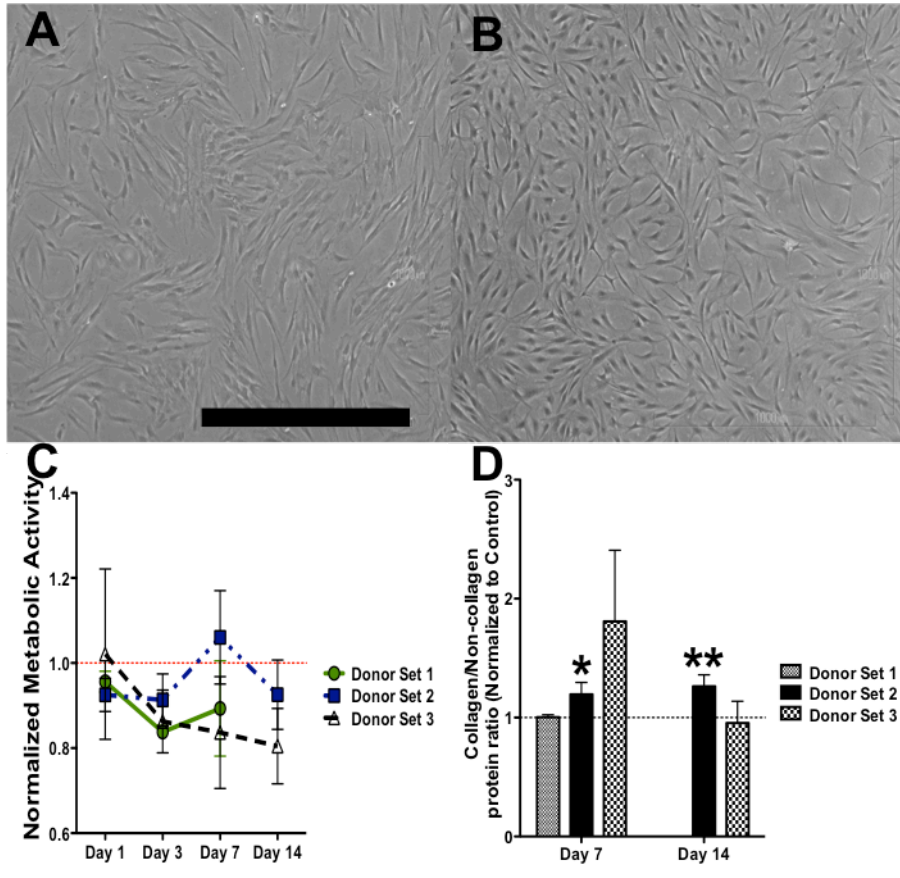 A
B
1000 um
C
Normalized Metabolic Activity
1.4
1.2
1.0
0.8
0.6
Day 1
Day 3
Day 7
Day 14
Donor Set 1
Donor Set 2
Donor Set 3
D
Collagen/Non-collagen
protein ratio (Normalized to Control)
3
2
1
0
*
**
Day 7
Day 14
Donor Set 1
Donor Set 2
Donor Set 3